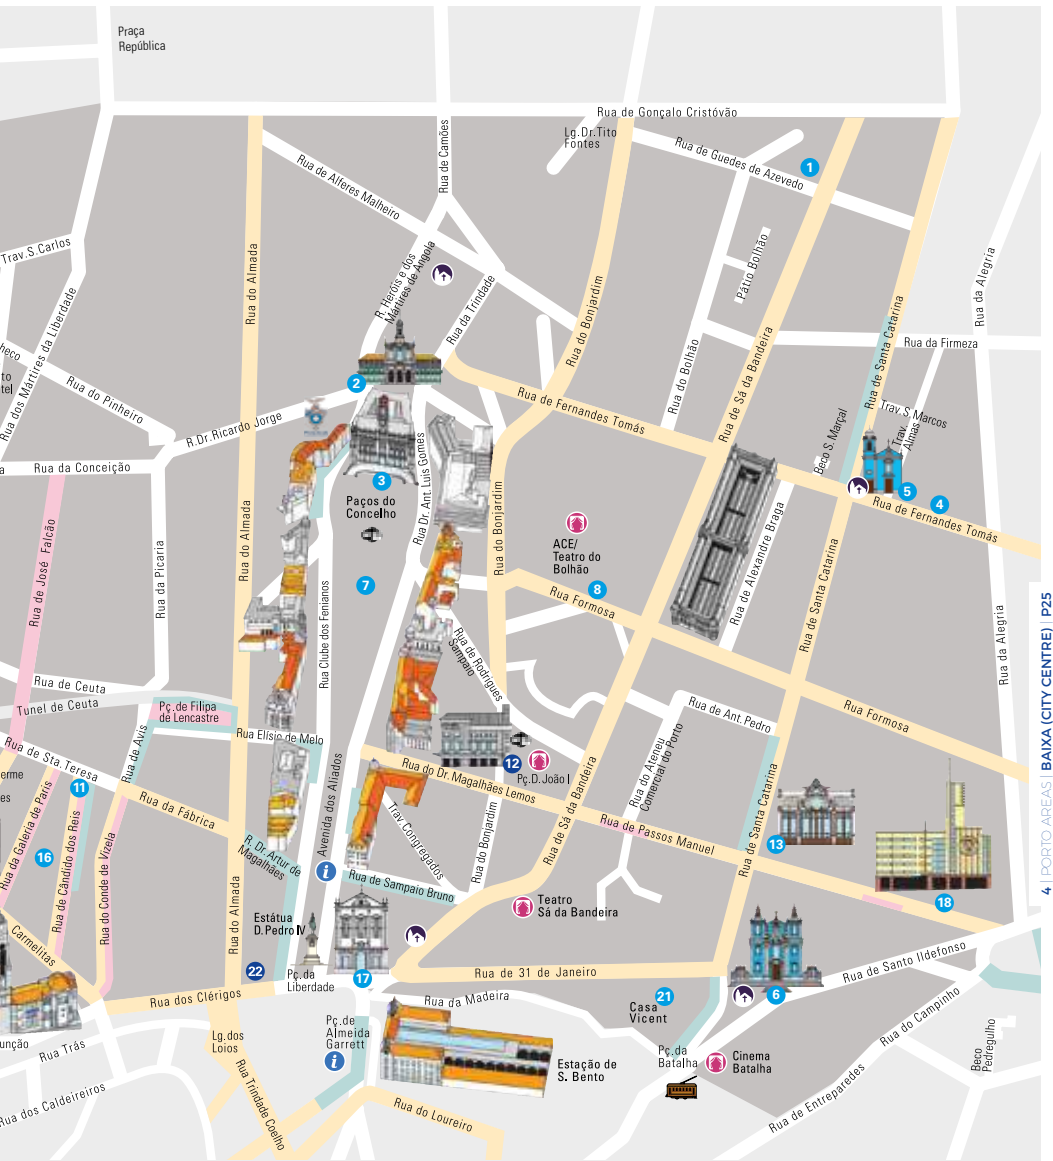 Praça
República
Rua de Gonçalo Cristóvão
Lg.Dr.Tito
Fontes
Rua de Guedes de Azevedo
1
Rua de Camões
Rua de Alferes Malheiro
Trav.S.Carlos
Rua do Almada
R. Heróis e dos
Mártires de Angola
Rua da Trindade
Rua do Bonjardim
Pátio Bolhão
Rua da Alegria
Rua dos Mártires da Liberdade
Rua de Santa Catarina
Rua da Firmeza
heco
to
tel
Rua do Pinheiro
2
Rua do Bolhão
Rua de Sá da Bandeira
Rua de Fernandes Tomás
R.Dr.Ricardo Jorge
Beco S. Marçal
Trav.S.Marcos
Trav.
Almas
a
Rua da Conceição
Rua Dr. Ant. Luis Gomes
3
Paços do
Concelho
5
4
Rua de Fernandes Tomás
Rua de José Falcão
Rua da Picaria
Rua do Almada
Rua do Bonjardim
ACE/
Teatro do
Bolhão
Rua de Alexandre Braga
Rua de Santa Catarina
7
8
Rua Formosa
Rua Clube dos Fenianos
Rua de Rodrigues
Sampaio
Rua da Alegria
Rua de Ceuta
Tunel de Ceuta
Pç.de Filipa
de Lencastre
Rua de Ant.Pedro
Rua Formosa
Rua Elísio de Melo
Rua de Avis
Rua de Sta.Teresa
12
Pç.D.João I
Rua do Ateneu
Comercial do Porto
erme
es
11
Rua da Fábrica
Avenida dos Aliados
Rua do Dr. Magalhães Lemos
Rua de Sá da Bandeira
Rua de Santa Catarina
Rua de Passos Manuel
13
Rua da Galeria de Paris
16
Rua de Cândido dos Reis
Rua do Conde de Vizela
R. Dr. Artur de
Magalhães
Trav.Congregados
Rua do Bonjardim
i
Rua de Sampaio Bruno
18
Rua do Almada
Estátua
D.Pedro IV
Teatro
Sá da Bandeira
Carmelitas
22
Pç.da
Liberdade
17
Rua de 31 de Janeiro
Rua de Santo Ildefonso
Rua dos Clérigos
Rua da Madeira
21
Casa
Vicent
6
Rua do Campinho
unção
Rua Trás
Lg.dos
Loios
Pç.de
Almeida
Garrett
i
Estação de
S. Bento
Pç.da
Batalha
Cinema
Batalha
Beco
Pedregulho
Rua dos Caldeireiros
Rua Trindade Coelho
Rua do Loureiro
Rua de Entreparedes
4 | PORTO AREAS | BAIXA (CITY CENTRE) | P25